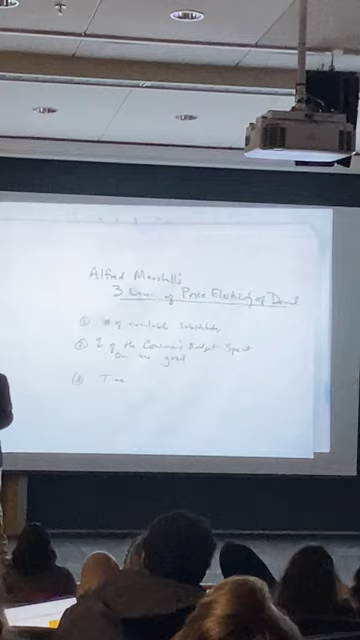 Alfred Marshall's
3 Laws of Price Elasticity of Demand
① # of available substitutes
② % of the Consumer's Budget Spent
on the good
③ Time